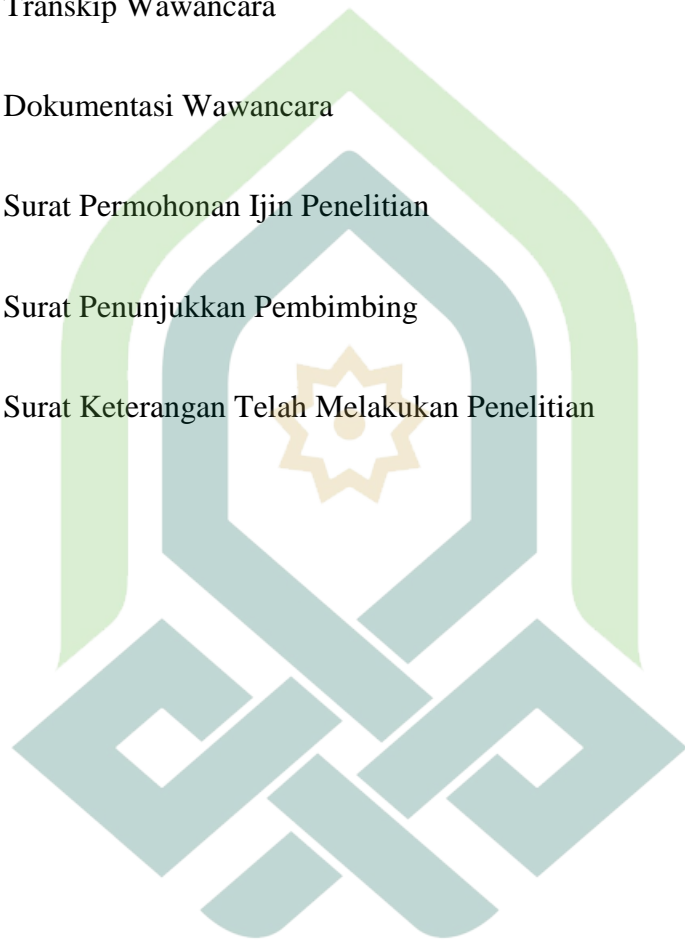 Transkip Wawancara
Dokumentasi Wawancara
Surat Permohonan Ijin Penelitian
Surat Penunjukkan Pembimbing
Surat Keterangan Telah Melakukan Penelitian